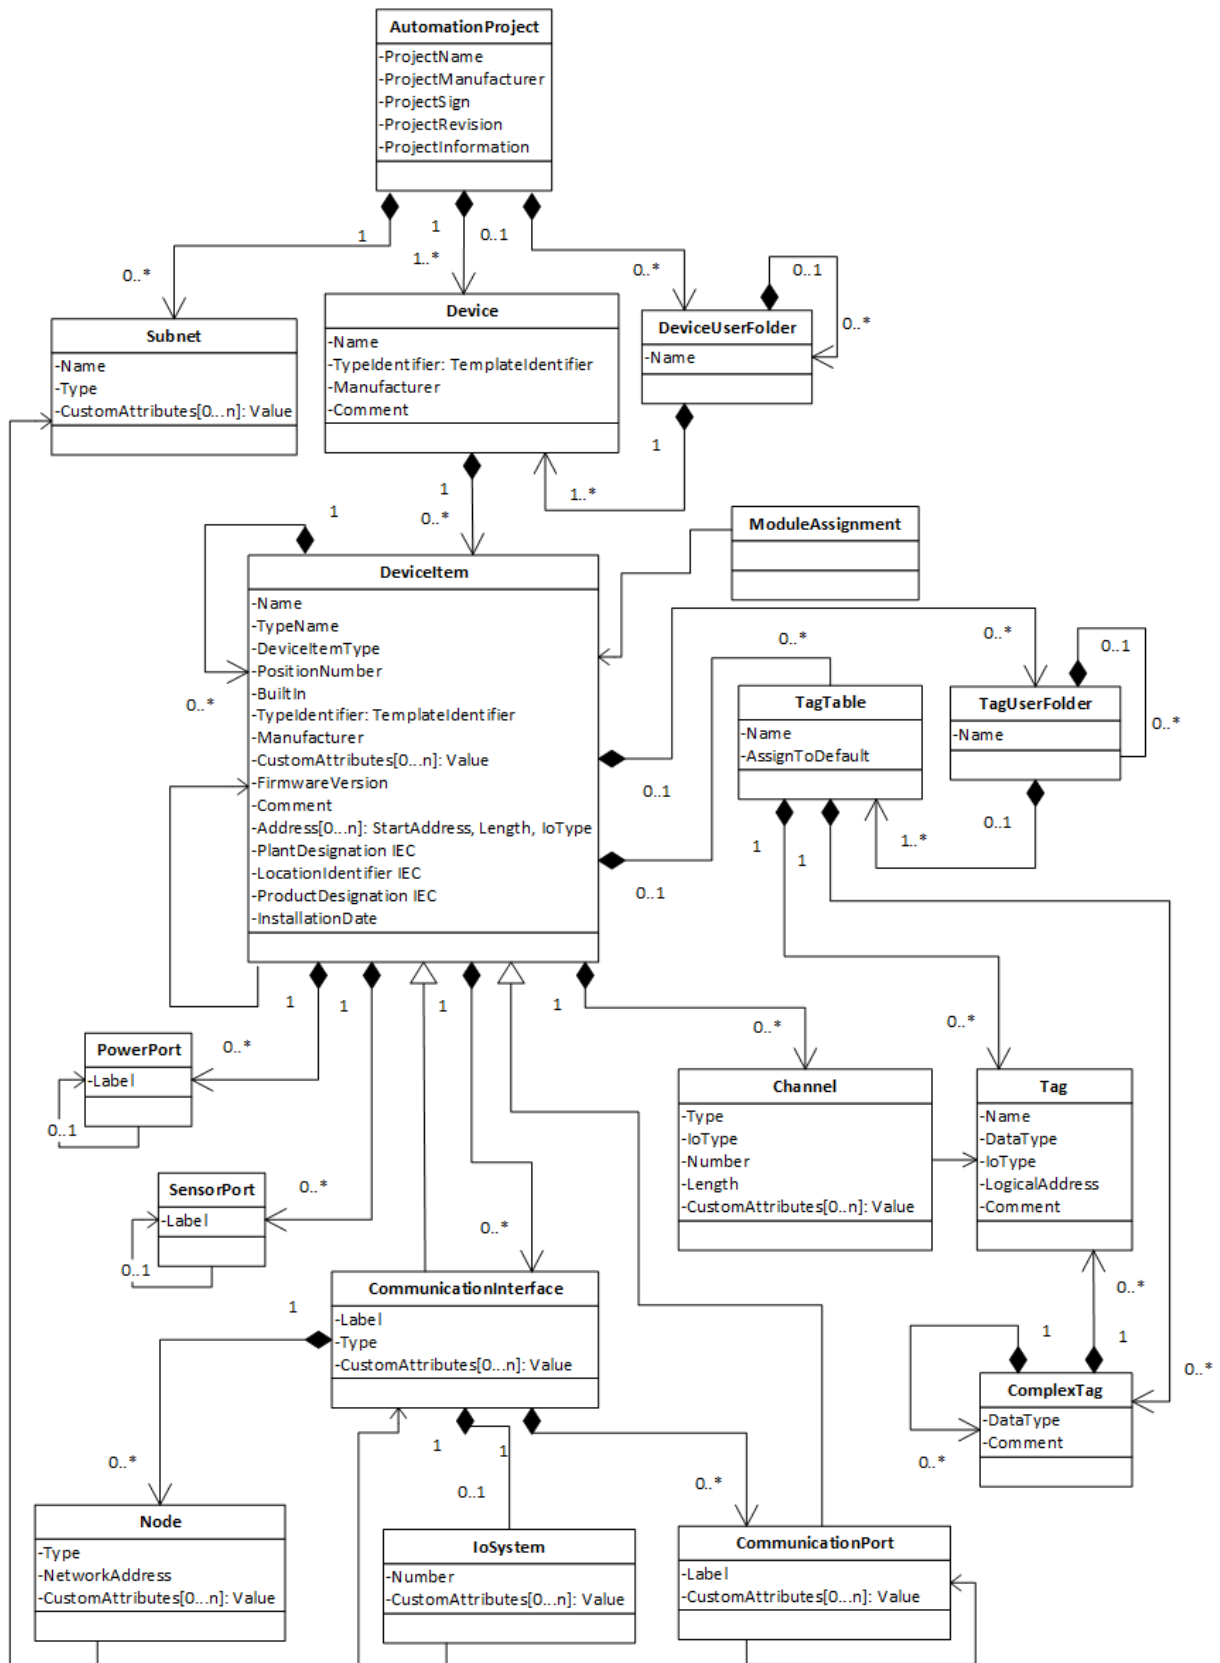 AutomationProject
-ProjectName
-ProjectManufacturer
-ProjectSign
-ProjectRevision
-ProjectInformation
1
1
0..1
0..*
1..*
0..*
0..1
0..*
Subnet
-Name
-Type
-CustomAttributes[0...n]: Value
Device
-Name
-TypeIdentifier: TemplateIdentifier
-Manufacturer
-Comment
DeviceUserFolder
-Name
1
1..*
1
0..*
1
0..*
ModuleAssignment
DeviceItem
-Name
-TypeName
-DeviceItemType
-PositionNumber
-BuiltIn
-TypeIdentifier: TemplateIdentifier
-Manufacturer
-CustomAttributes[0...n]: Value
-FirmwareVersion
-Comment
-Address[0...n]: StartAddress, Length, IoType
-PlantDesignation IEC
-LocationIdentifier IEC
-ProductDesignation IEC
-InstallationDate
0..*
0..*
0..1
0..*
TagTable
-Name
-AssignToDefault
TagUserFolder
-Name
0..1
0..1
0..1
1..*
1
1
1
1
1
1
0..*
0..*
0..*
PowerPort
-Label
0..1
Channel
-Type
-IoType
-Number
-Length
-CustomAttributes[0..n]: Value
Tag
-Name
-DataType
-IoType
-LogicalAddress
-Comment
SensorPort
-Label
0..*
0..1
0..*
CommunicationInterface
-Label
-Type
-CustomAttributes[0...n]: Value
1
0..*
1
1
0..*
ComplexTag
-DataType
-Comment
0..*
1
1
0..*
0..1
0..*
Node
-Type
-NetworkAddress
-CustomAttributes[0...n]: Value
IoSystem
-Number
-CustomAttributes[0...n]: Value
CommunicationPort
-Label
-CustomAttributes[0...n]: Value